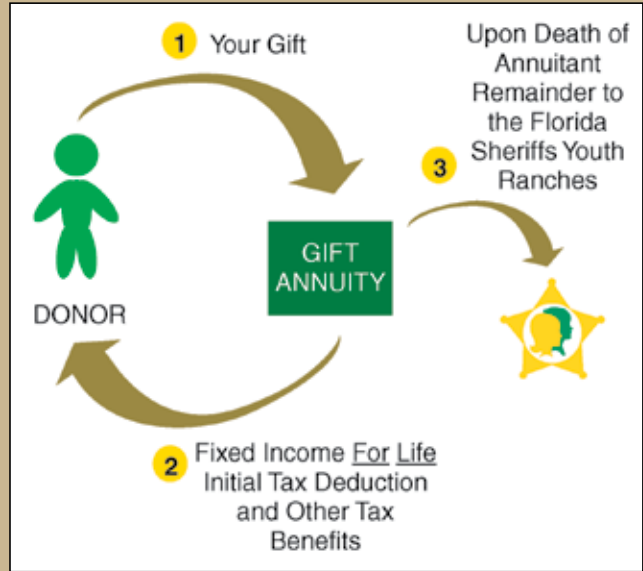 1 Your Gift
Upon Death of
Annuitant
Remainder to
the Florida
Sheriffs Youth
Ranches
3
GIFT
ANNUITY
DONOR
2 Fixed Income For Life
Initial Tax Deduction
and Other Tax
Benefits